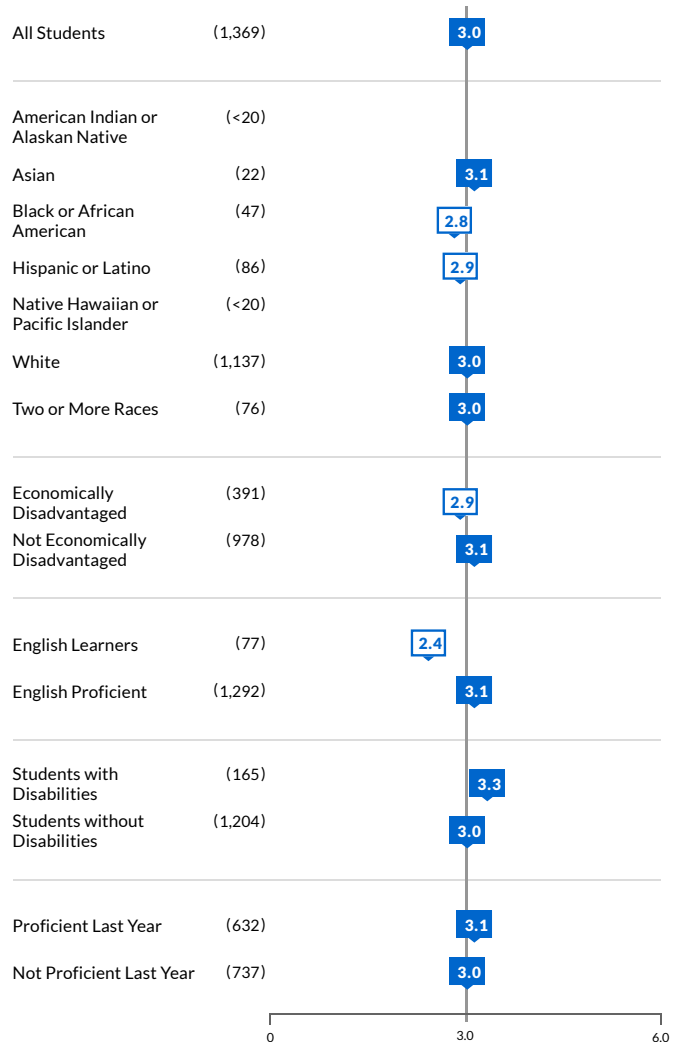 All Students (1,369) 3.0
American Indian or (<20)
Alaskan Native
Asian (22) 3.1
Black or African (47) 2.8
American
Hispanic or Latino (86) 2.9
Native Hawaiian or (<20)
Pacific Islander
White (1,137) 3.0
Two or More Races (76) 3.0
Economically (391) 2.9
Disadvantaged
Not Economically (978) 3.1
Disadvantaged
English Learners (77) 2.4
English Proficient (1,292) 3.1
Students with (165) 3.3
Disabilities
Students without (1,204) 3.0
Disabilities
Proficient Last Year (632) 3.1
Not Proficient Last Year (737) 3.0
0 3.0 6.0